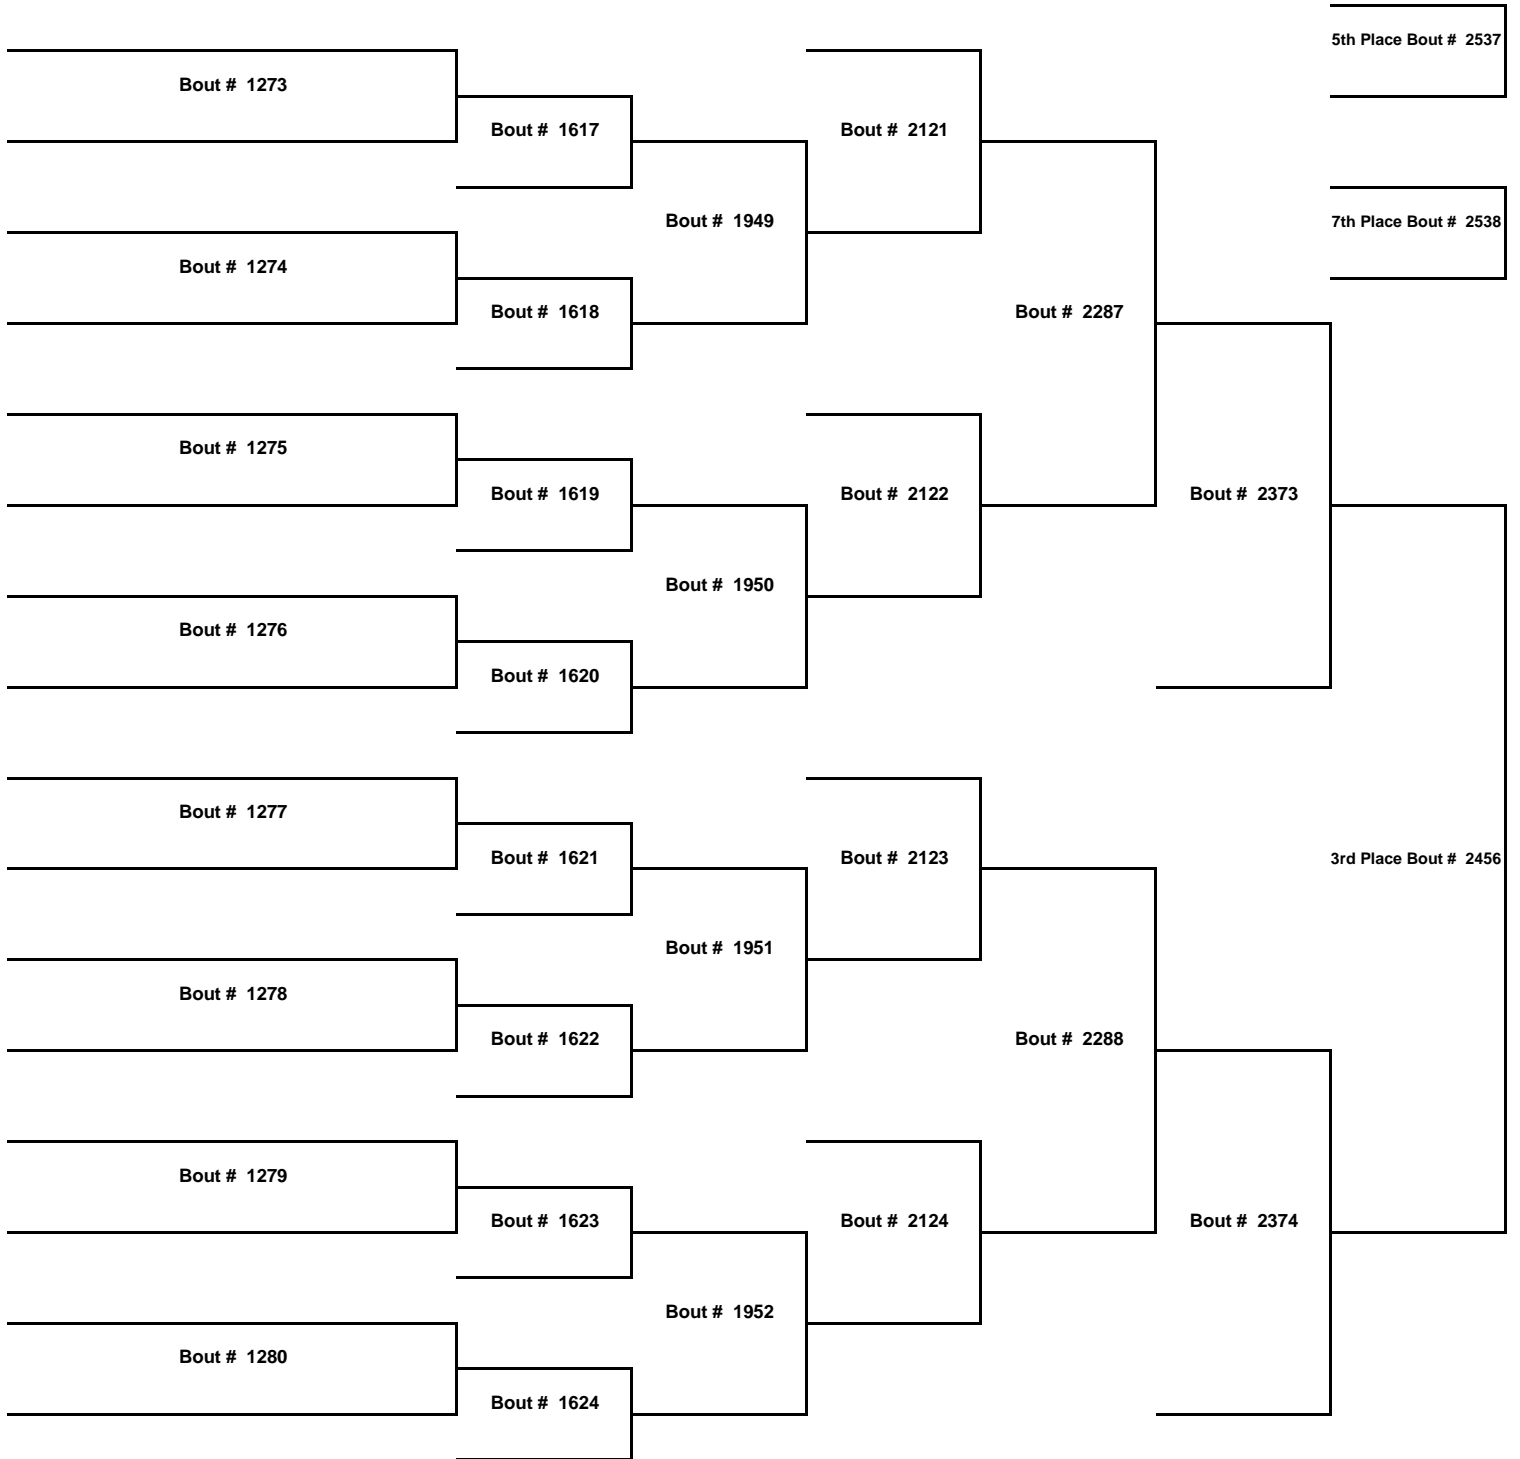 5th Place Bout #  2537
Bout #  1273
Bout #  1617
Bout #  2121
Bout #  1949
7th Place Bout #  2538
Bout #  1274
Bout #  1618
Bout #  2287
Bout #  1275
Bout #  1619
Bout #  2122
Bout #  2373
Bout #  1950
Bout #  1276
Bout #  1620
Bout #  1277
Bout #  1621
Bout #  2123
3rd Place Bout #  2456
Bout #  1951
Bout #  1278
Bout #  1622
Bout #  2288
Bout #  1279
Bout #  1623
Bout #  2124
Bout #  2374
Bout #  1952
Bout #  1280
Bout #  1624